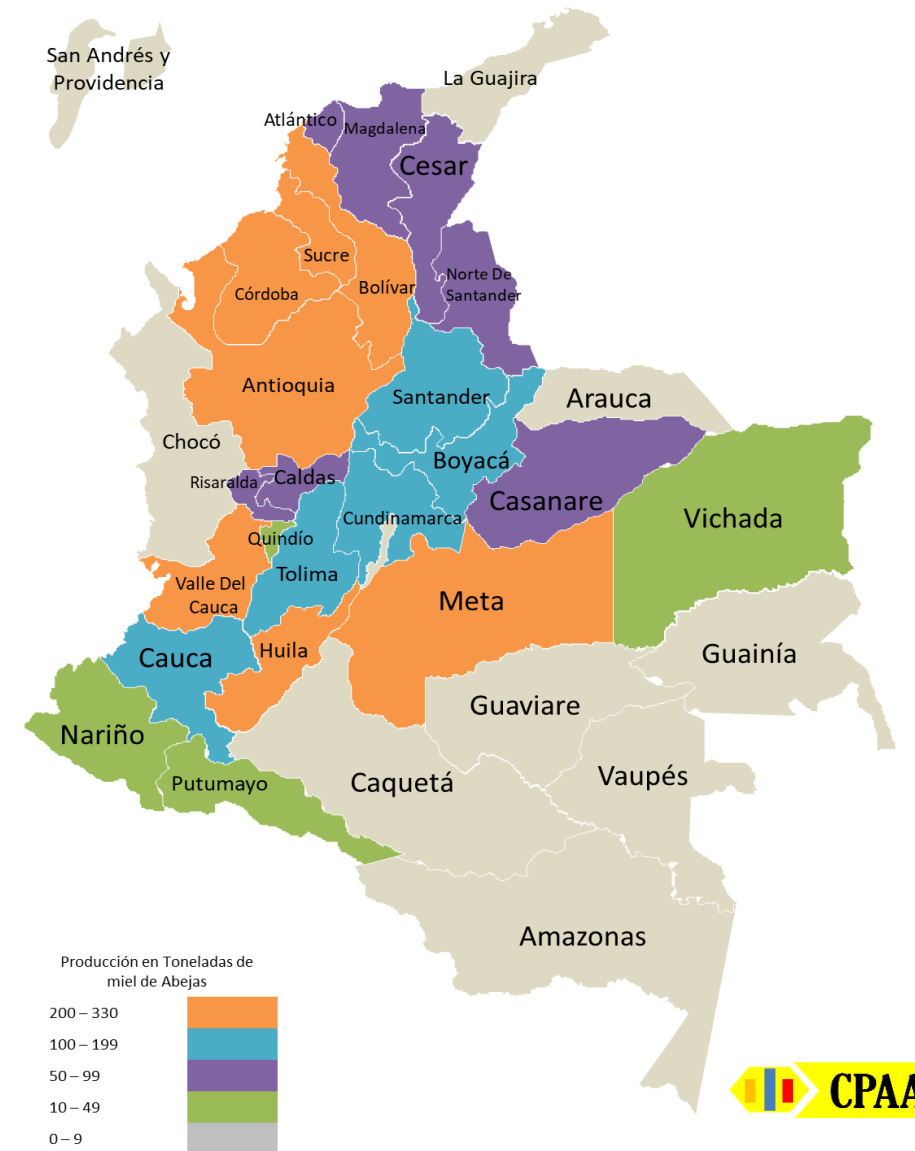 San Andrés y
Providencia
La Guajira
Atlántico
Magdalena
Cesar
Sucre
Norte De
Santander
Córdoba
Bolívar
Antioquia
Santander
Arauca
Chocó
Boyacá
Risaralda
Caldas
Casanare
Cundinamarca
Vichada
Quindío
Tolima
Valle Del
Cauca
Meta
Huila
Cauca
Guainía
Guaviare
Nariño
Putumayo
Caquetá
Vaupés
Amazonas
Producción en Toneladas de
miel de Abejas
200 – 330
100 – 199
50 – 99
10 – 49
0 – 9
CPAA